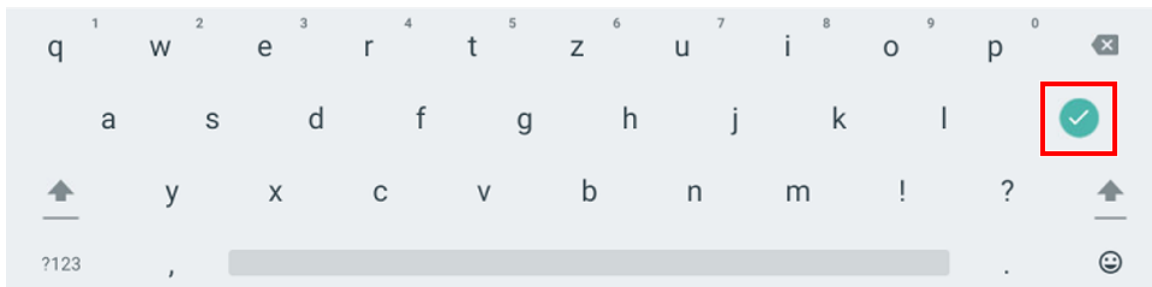 1 2 3 4 5 6 7 8 9 0
q w e r t z u i o p
a s d f g h j k l
y x c v b n m ! ?
?123 , .